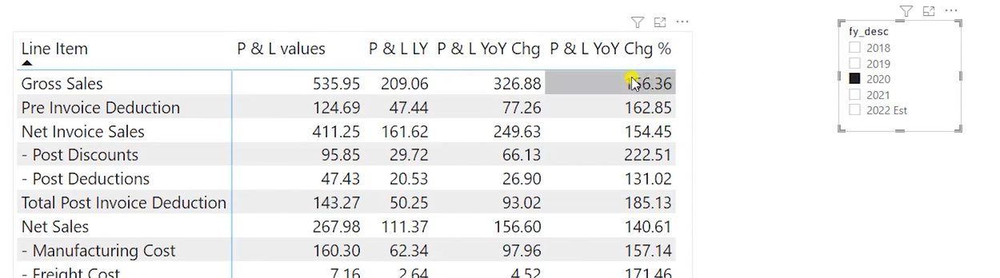 Line Item P & L values P & L LY P & L YoY Chg P & L YoY Chg %
Gross Sales 535.95 209.06 326.88
Pre Invoice Deduction 124.69 47.44 77.26 162.85
Net Invoice Sales 411.25 161.62 249.63 154.45
- Post Discounts 95.85 29.72 66.13 222.51
- Post Deductions 47.43 20.53 26.90 131.02
Total Post Invoice Deduction 143.27 50.25 93.02 185.13
Net Sales 267.98 111.37 156.60 140.61
- Manufacturing Cost 160.30 62.34 97.96 157.14
- Freight Cost 7.16 2.64 4.52 171.46
fy_desc
2018
2019
2020
2021
2022 Est